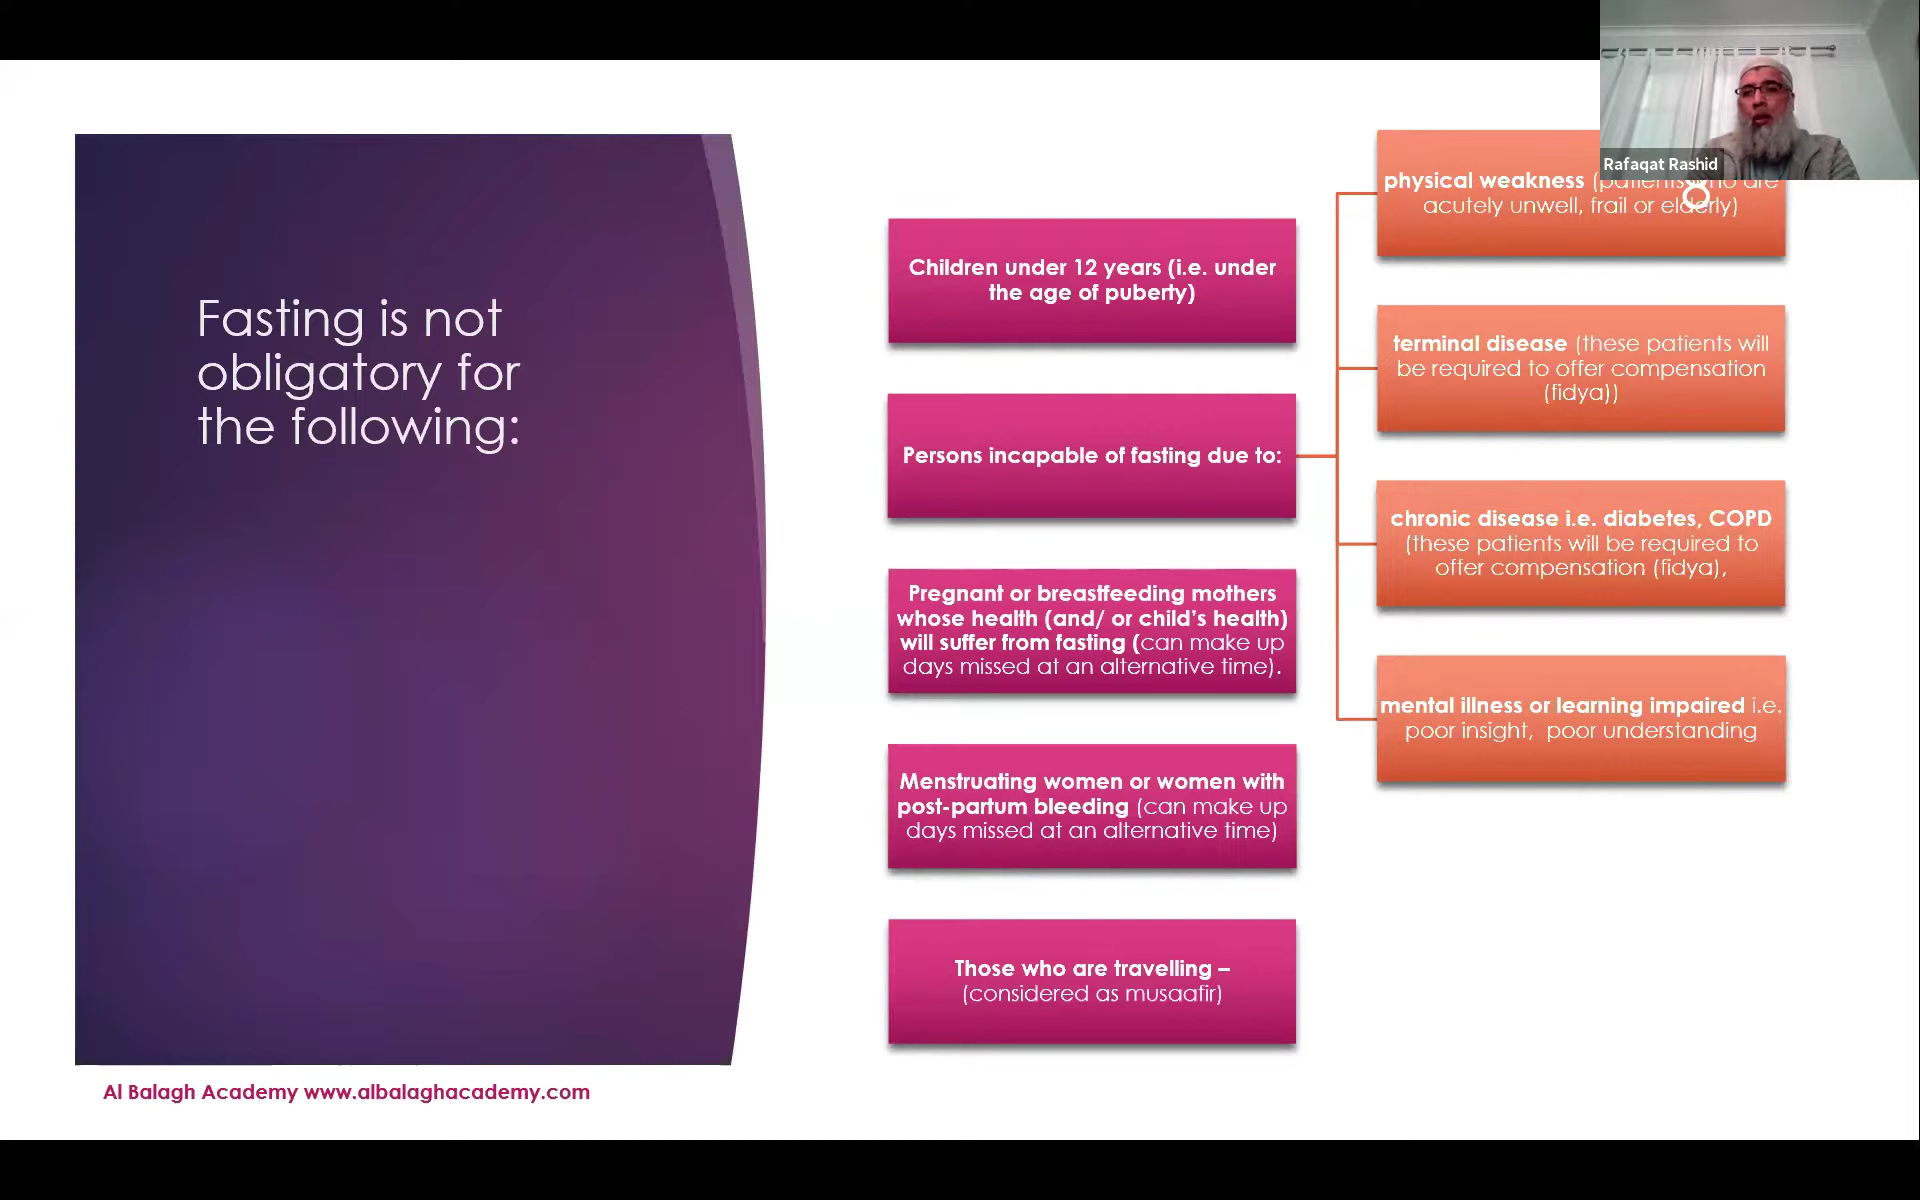 Rafaqat Rashid
8
Fasting is not
obligatory for
the following:
Children under 12 years (i.e. under
the age of puberty)
Persons incapable of fasting due to:
physical weakness (patients who are
acutely unwell, frail or elderly)
terminal disease (these patients will
be required to offer compensation
(fidya))
chronic disease i.e. diabetes, COPD
(these patients will be required to
offer compensation (fidya),
mental illness or learning impaired i.e.
poor insight, poor understanding
Pregnant or breastfeeding mothers
whose health (and/ or child's health)
will suffer from fasting (can make up
days missed at an alternative time).
Menstruating women or women with
post-partum bleeding (can make up
days missed at an alternative time)
Those who are travelling –
(considered as musaafir)
Al Balagh Academy www.albalaghacademy.com